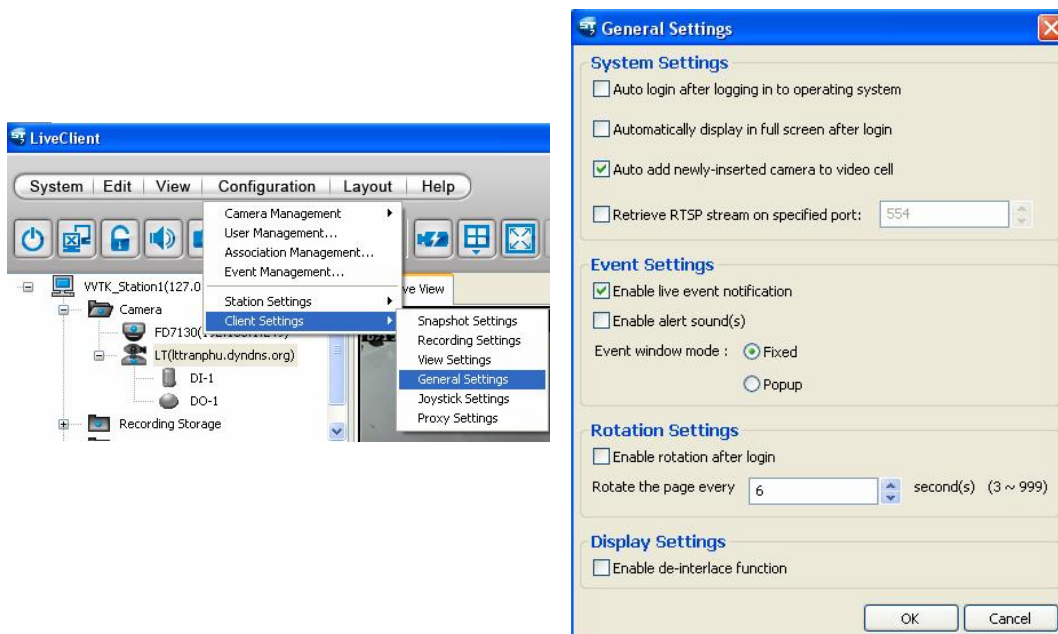 LiveClient
System Edit View Configuration Layout Help
Camera Management
User Management...
Association Management...
Event Management...
Station Settings
Client Settings
Snapshot Settings
Recording Settings
View Settings
General Settings
Joystick Settings
Proxy Settings
ve View
VVTK_Station1(127.0
Camera
LT(lttranphu.dyndns.org)
DI-1
DO-1
Recording Storage
General Settings
System Settings
Auto login after logging in to operating system
Automatically display in full screen after login
Auto add newly-inserted camera to video cell
Retrieve RTSP stream on specified port: 554
Event Settings
Enable live event notification
Enable alert sound(s)
Event window mode : Fixed
Popup
Rotation Settings
Enable rotation after login
Rotate the page every 6 second(s) (3 ~ 999)
Display Settings
Enable de-interlace function
OK Cancel